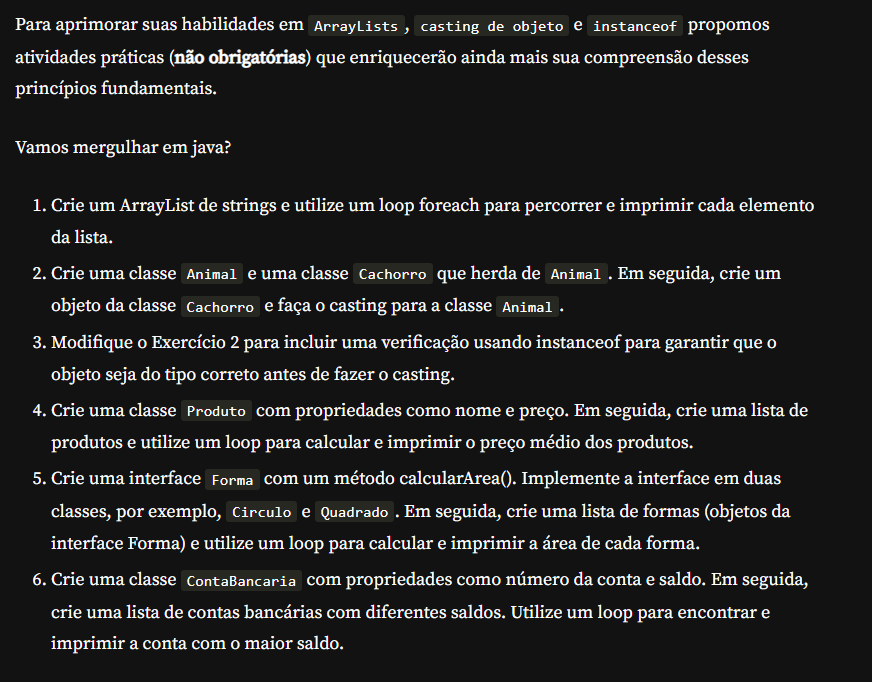 Para aprimorar suas habilidades em ArrayLists, casting de objeto e instanceof propomos
atividades práticas (não obrigatórias) que enriquecerão ainda mais sua compreensão desses
princípios fundamentais.
Vamos mergulhar em java?
1. Crie um ArrayList de strings e utilize um loop foreach para percorrer e imprimir cada elemento
da lista.
2. Crie uma classe Animal e uma classe Cachorro que herda de Animal. Em seguida, crie um
objeto da classe Cachorro e faça o casting para a classe Animal.
3. Modifique o Exercício 2 para incluir uma verificação usando instanceof para garantir que o
objeto seja do tipo correto antes de fazer o casting.
4. Crie uma classe Produto com propriedades como nome e preço. Em seguida, crie uma lista de
produtos e utilize um loop para calcular e imprimir o preço médio dos produtos.
5. Crie uma interface Forma com um método calcularArea(). Implemente a interface em duas
classes, por exemplo, Circulo e Quadrado. Em seguida, crie uma lista de formas (objetos da
interface Forma) e utilize um loop para calcular e imprimir a área de cada forma.
6. Crie uma classe ContaBancaria com propriedades como número da conta e saldo. Em seguida,
crie uma lista de contas bancárias com diferentes saldos. Utilize um loop para encontrar e
imprimir a conta com o maior saldo.